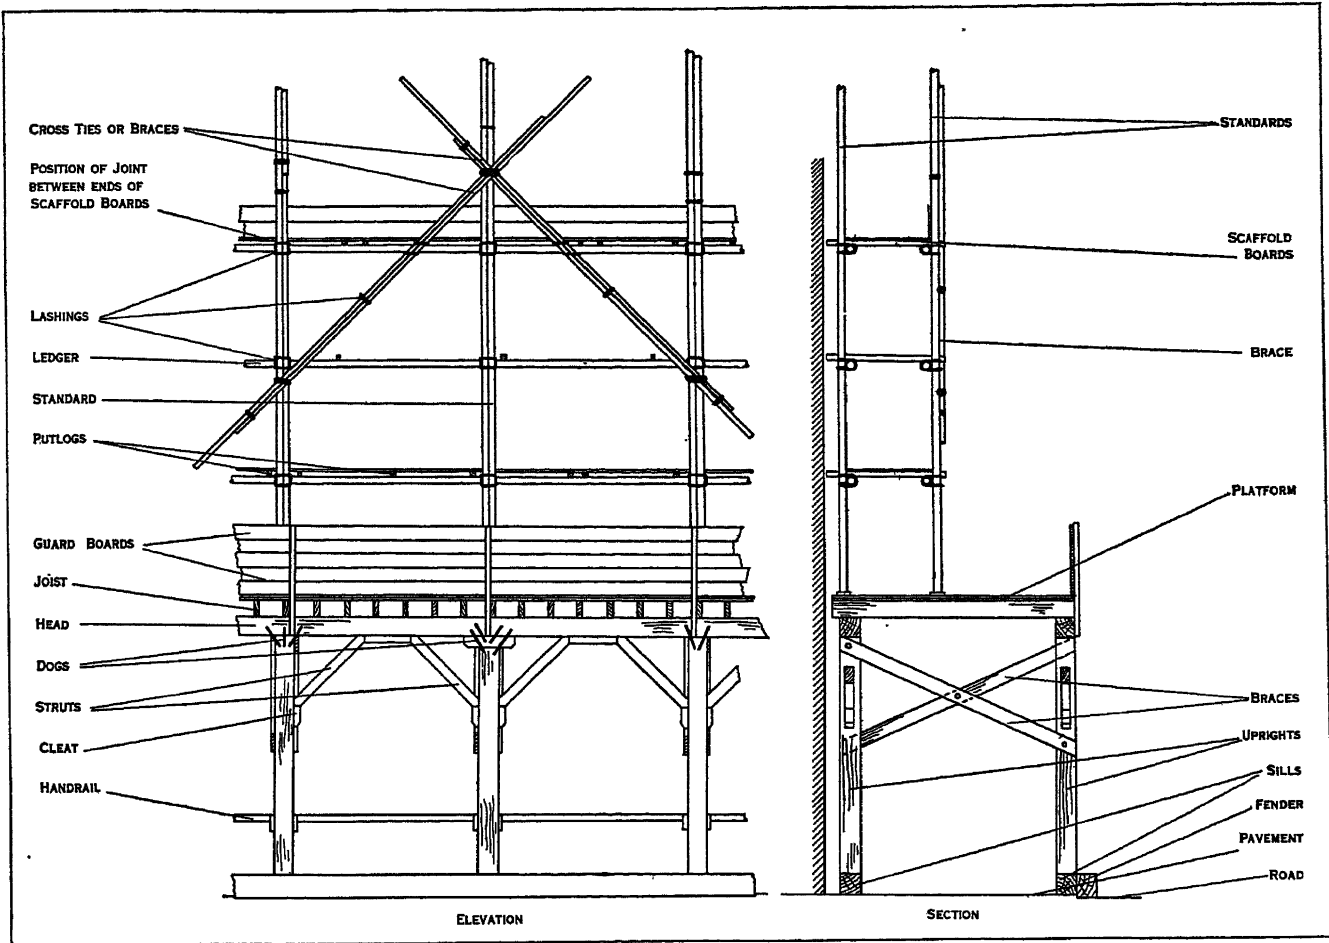 CROSS TIES OR BRACES
POSITION OF JOINT
BETWEEN ENDS OF
SCAFFOLD BOARDS
LASHINGS
LEDGER
STANDARD
PUTLOGS
GUARD BOARDS
JOIST
HEAD
DOGS
STRUTS
CLEAT
HANDRAIL
ELEVATION
STANDARDS
SCAFFOLD
BOARDS
BRACE
PLATFORM
BRACES
UPRIGHTS
SILLS
FENDER
PAVEMENT
ROAD
SECTION